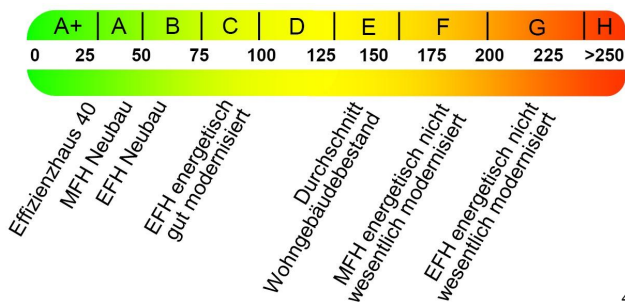 A+ A B C D E F G H
0 25 50 75 100 125 150 175 200 225 >250
Effizienzhaus 40
MFH Neubau
EFH Neubau
EFH energetisch
gut modernisiert
Durchschnitt
Wohngebäudebestand
MFH energetisch nicht
wesentlich modernisiert
EFH energetisch nicht
wesentlich modernisiert